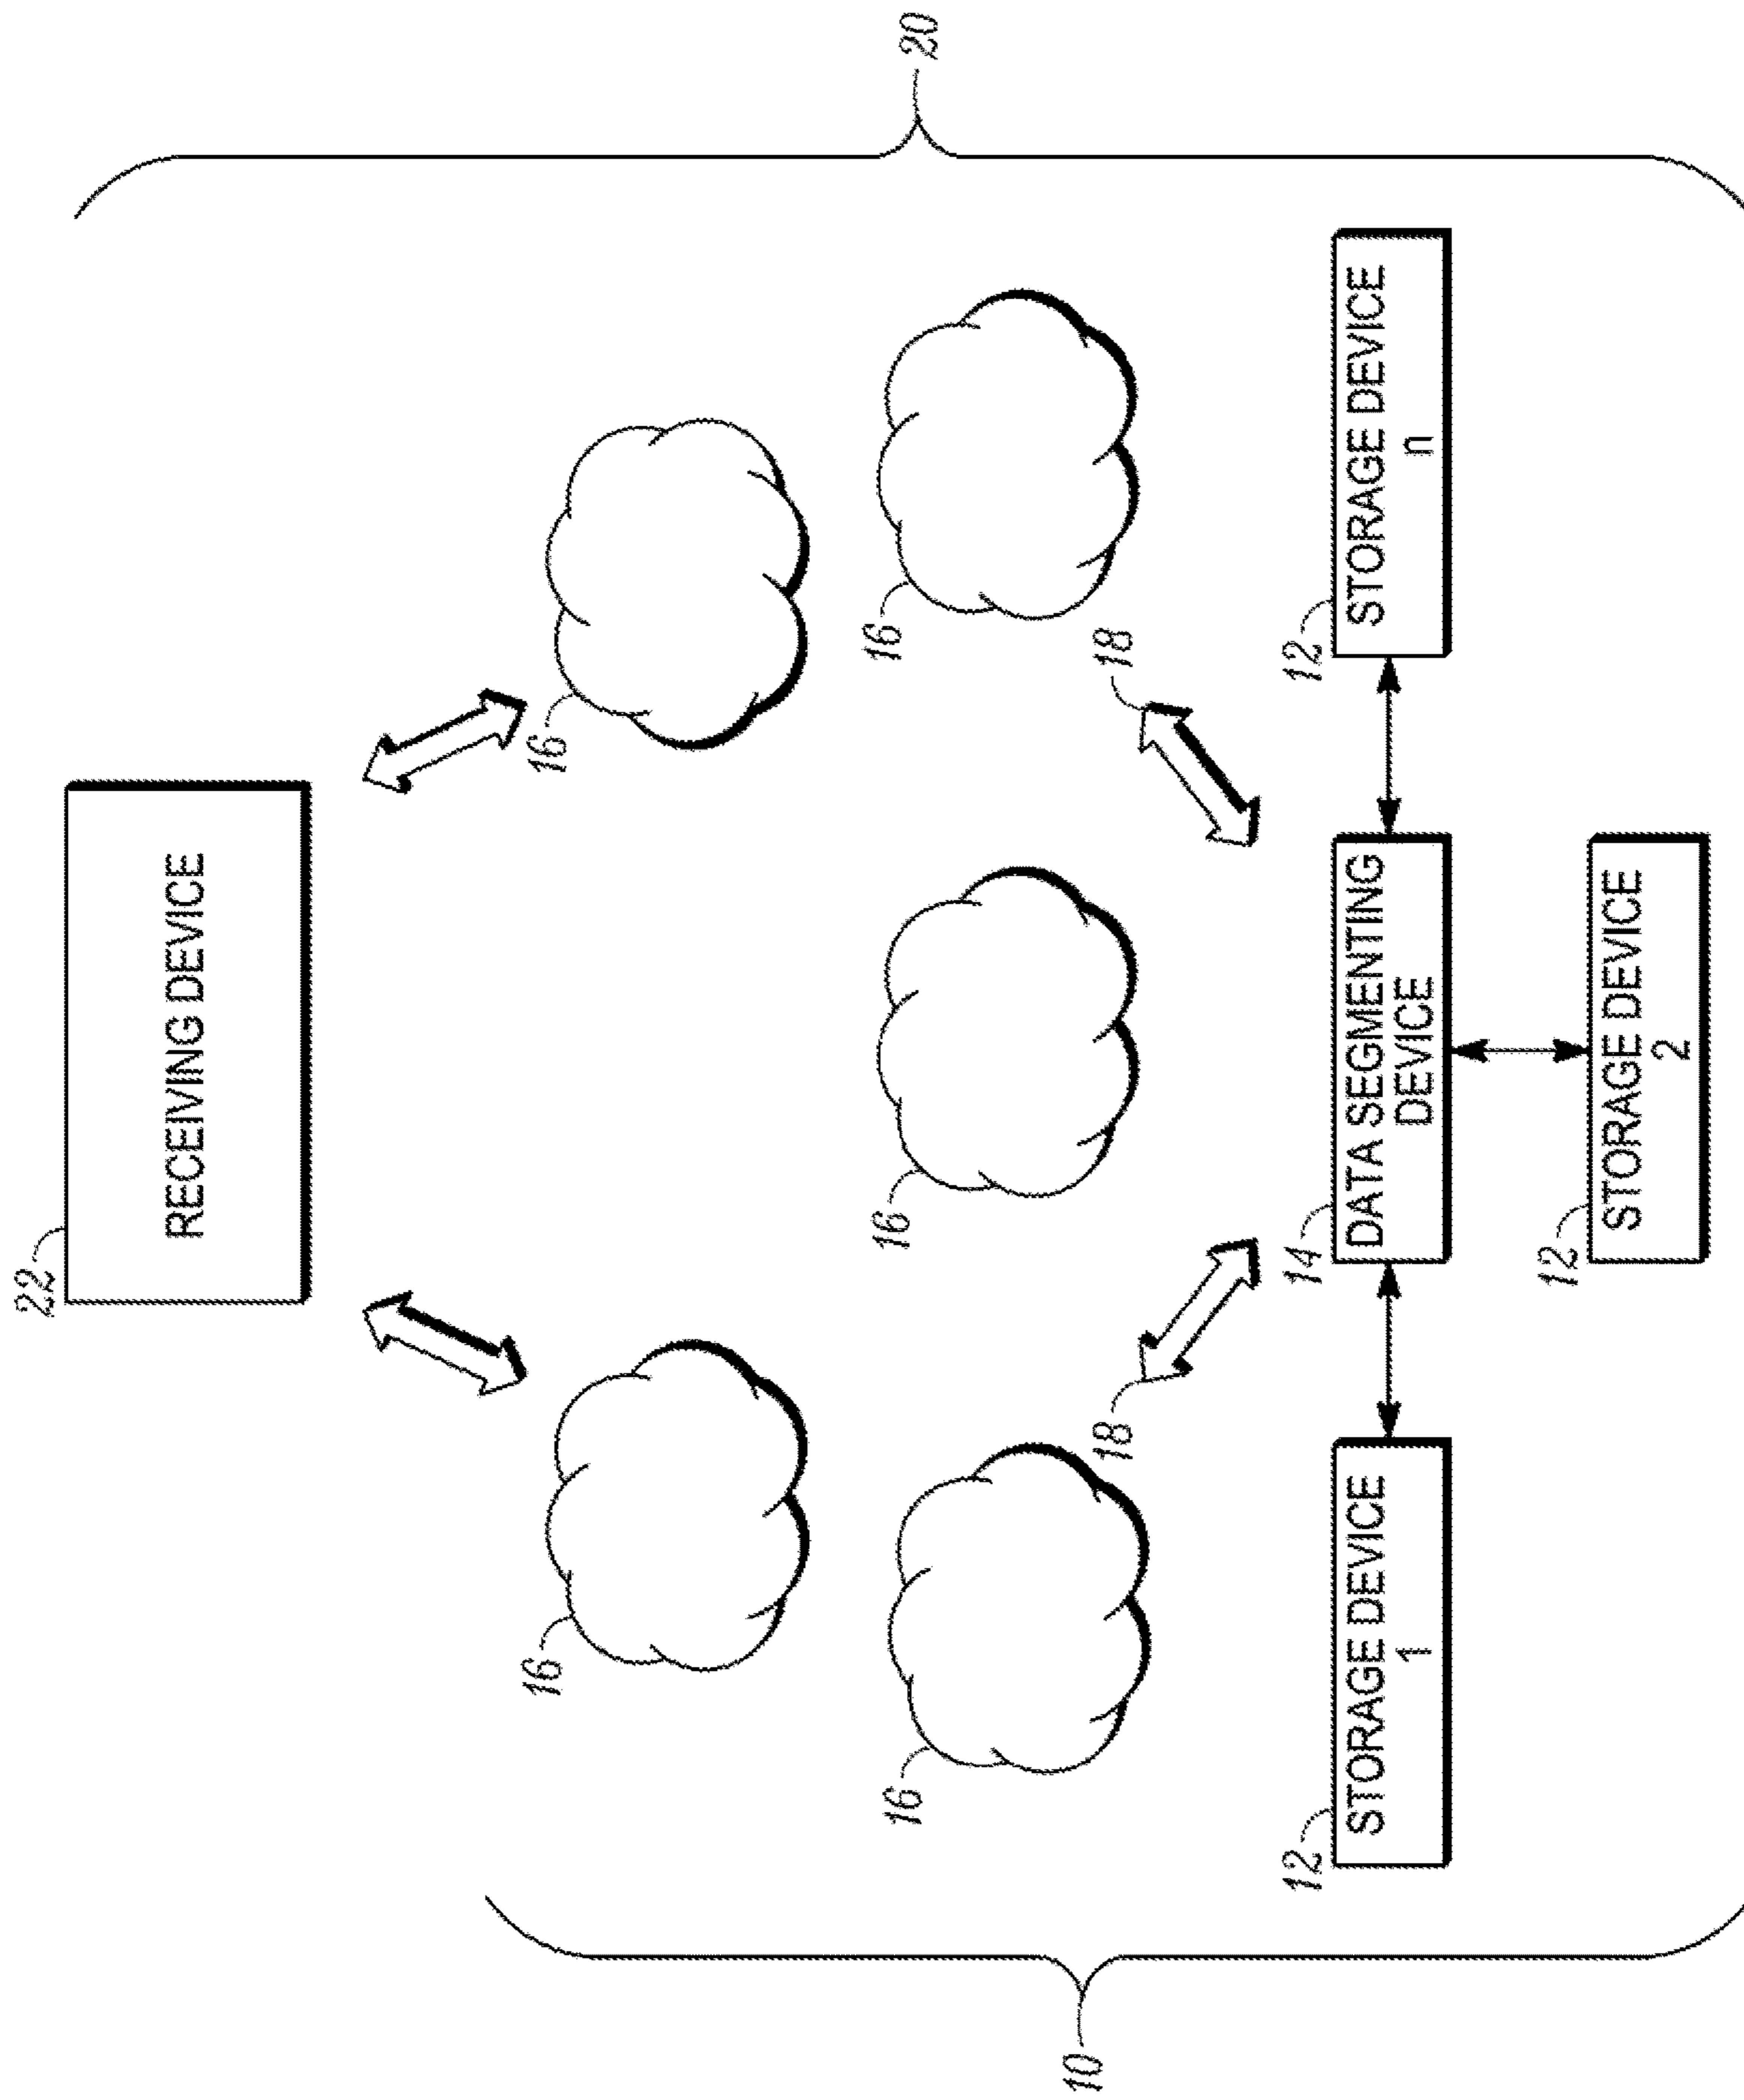 22
RECEIVING DEVICE
20
16
16
16
16
16
18
18
14
DATA SEGMENTING
DEVICE
12
STORAGE DEVICE
1
12
STORAGE DEVICE
2
12
STORAGE DEVICE
n
10